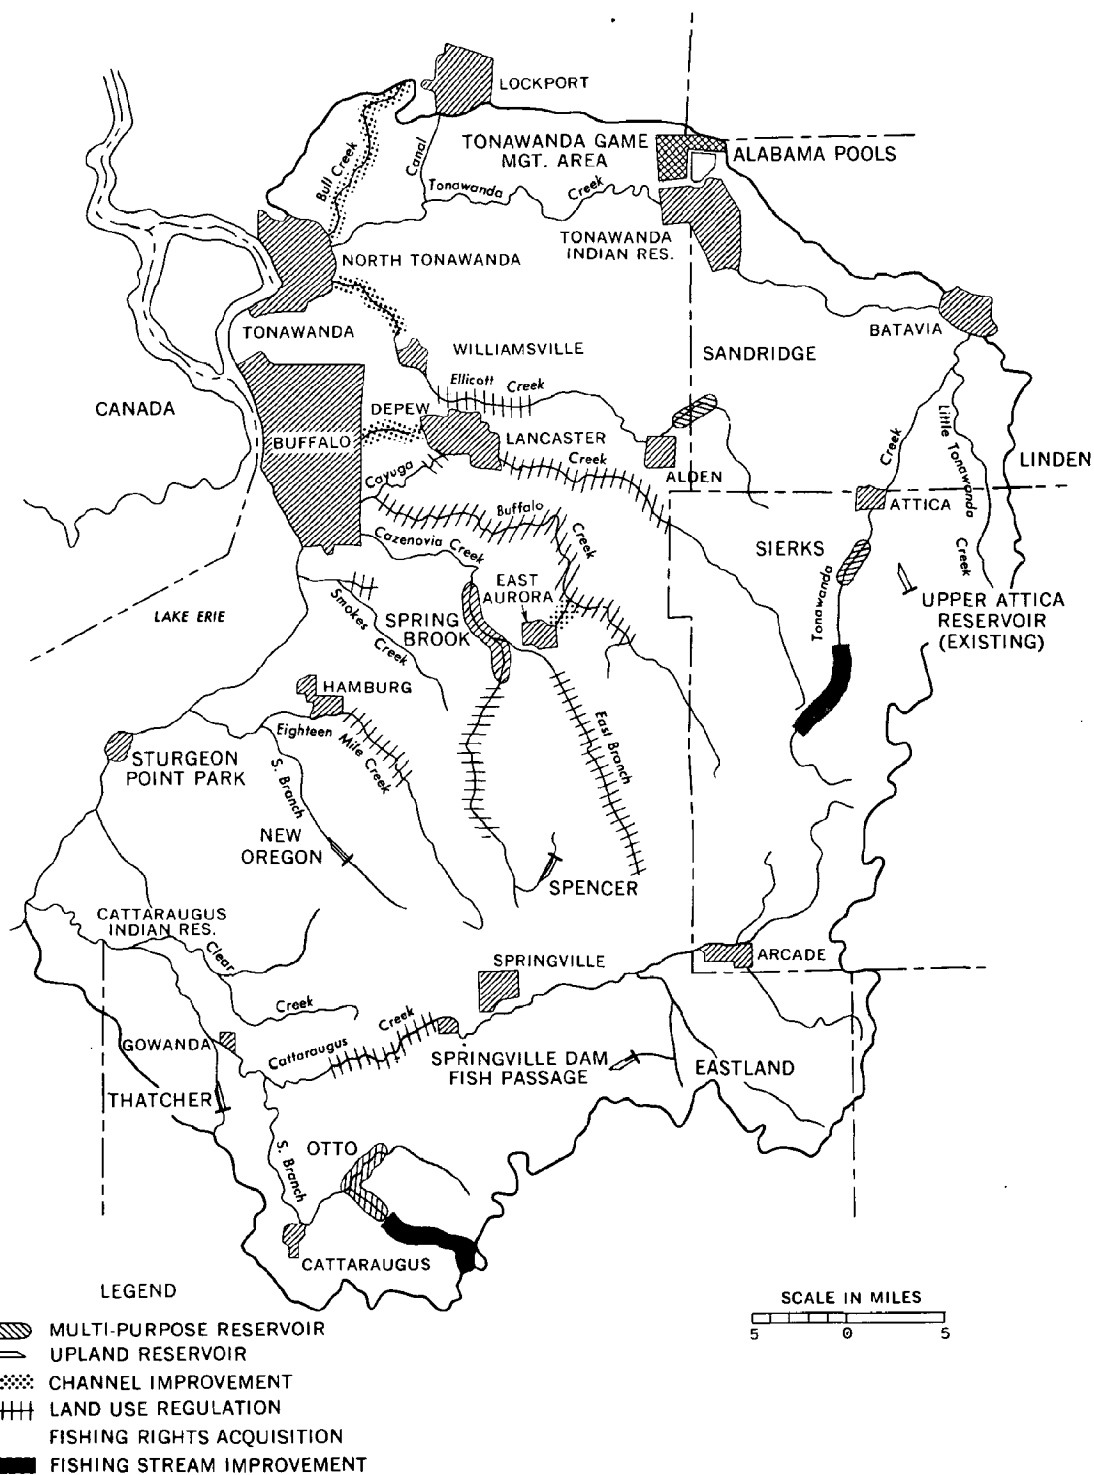 LOCKPORT
TONAWANDA GAME
MGT. AREA
ALABAMA POOLS
Bull Creek
Canal
Tonawanda Creek
TONAWANDA
INDIAN RES.
NORTH TONAWANDA
TONAWANDA
BATAVIA
WILLIAMSVILLE
SANDRIDGE
Ellicott Creek
CANADA
DEPEW
BUFFALO
LANCASTER
Creek
Cayuga
ALDEN
Creek
Little Tonawanda
Creek
LINDEN
ATTICA
Buffalo
Creek
Cazenovia Creek
SIERKS
EAST
AURORA
Tonawanda
UPPER ATTICA
RESERVOIR
(EXISTING)
LAKE ERIE
Smokes Creek
SPRING
BROOK
HAMBURG
Eighteen Mile Creek
East Branch
STURGEON
POINT PARK
S. Branch
NEW
OREGON
SPENCER
CATTARAUGUS
INDIAN RES.
Clear
Creek
SPRINGVILLE
ARCADE
GOWANDA
Cattaraugus Creek
SPRINGVILLE DAM
FISH PASSAGE
EASTLAND
THATCHER
OTTO
S. Branch
CATTARAUGUS
LEGEND
MULTI-PURPOSE RESERVOIR
UPLAND RESERVOIR
CHANNEL IMPROVEMENT
LAND USE REGULATION
FISHING RIGHTS ACQUISITION
FISHING STREAM IMPROVEMENT
SCALE IN MILES
5 0 5